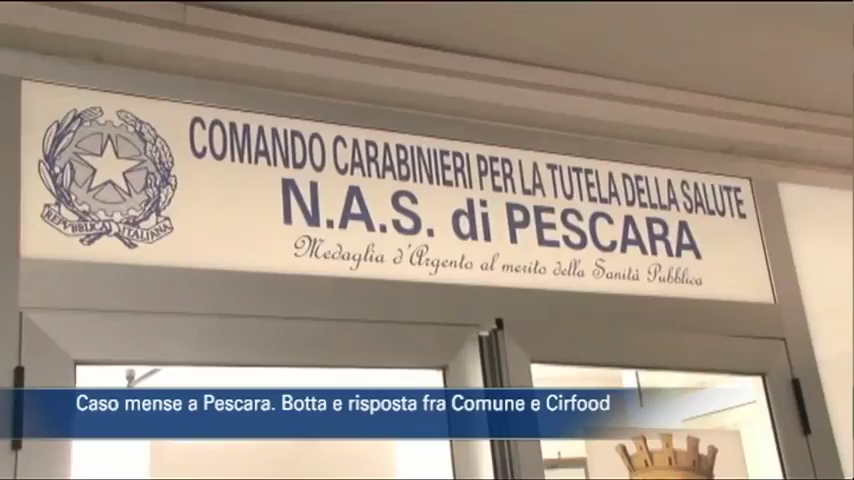 COMANDO CARABINIERI PER LA TUTELA DELLA SALUTE
N.A.S. di PESCARA
Medaglia d'Argento al merito della Sanità Pubblica
REPVBBLICA ITALIANA
Caso mense a Pescara. Botta e risposta fra Comune e Cirfood